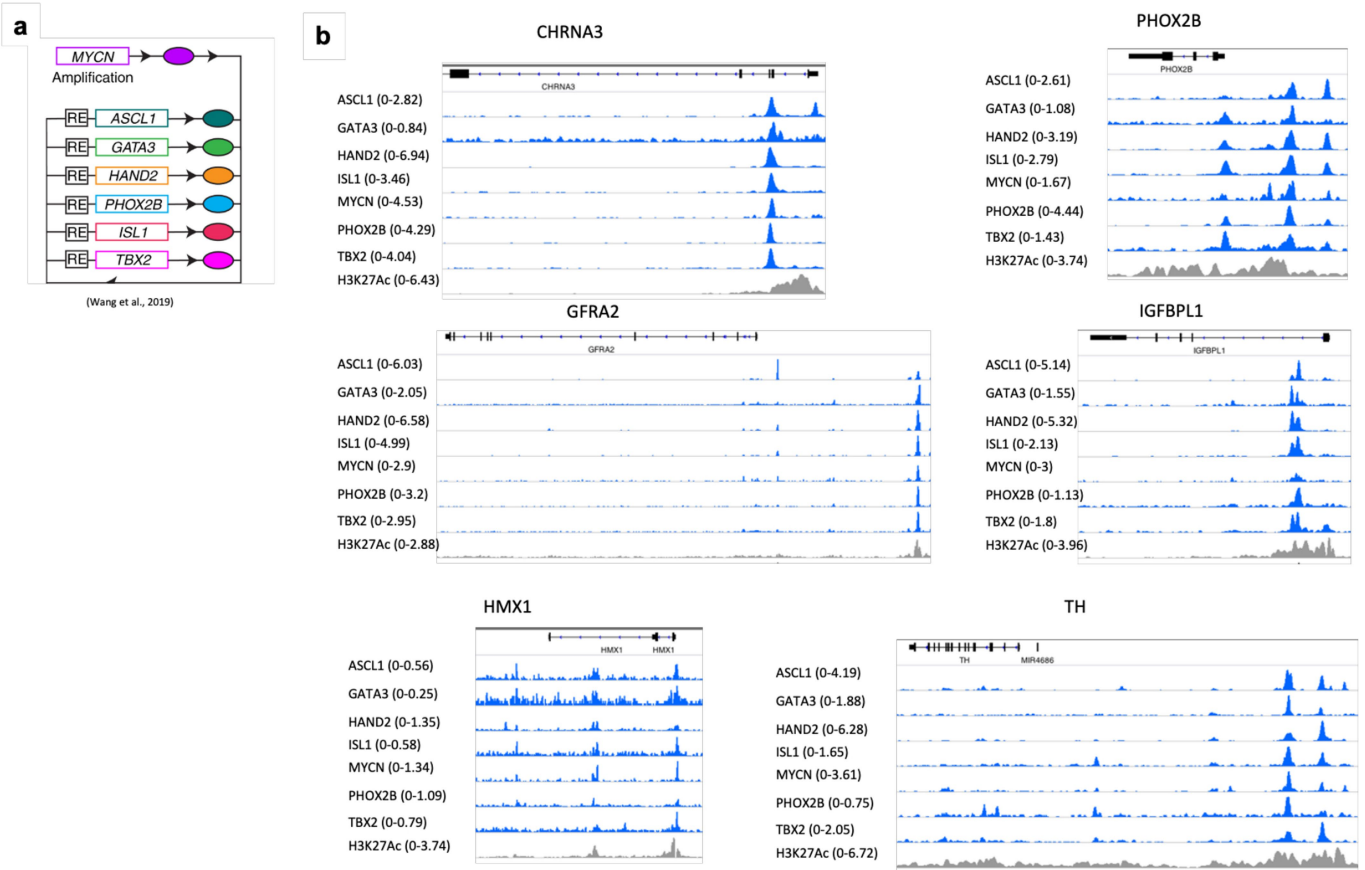 a
MYCN
Amplification
RE ASCL1
RE GATA3
RE HAND2
RE PHOX2B
RE ISL1
RE TBX2
(Wang et al., 2019)
b
CHRNA3
CHRNA3
ASCL1 (0-2.82)
GATA3 (0-0.84)
HAND2 (0-6.94)
ISL1 (0-3.46)
MYCN (0-4.53)
PHOX2B (0-4.29)
TBX2 (0-4.04)
H3K27Ac (0-6.43)
PHOX2B
PHOX2B
ASCL1 (0-2.61)
GATA3 (0-1.08)
HAND2 (0-3.19)
ISL1 (0-2.79)
MYCN (0-1.67)
PHOX2B (0-4.44)
TBX2 (0-1.43)
H3K27Ac (0-3.74)
GFRA2
GFRA2
ASCL1 (0-6.03)
GATA3 (0-2.05)
HAND2 (0-6.58)
ISL1 (0-4.99)
MYCN (0-2.9)
PHOX2B (0-3.2)
TBX2 (0-2.95)
H3K27Ac (0-2.88)
IGFBPL1
IGFBPL1
ASCL1 (0-5.14)
GATA3 (0-1.55)
HAND2 (0-5.32)
ISL1 (0-2.13)
MYCN (0-3)
PHOX2B (0-1.13)
TBX2 (0-1.8)
H3K27Ac (0-3.96)
HMX1
HMX1 HMX1
ASCL1 (0-0.56)
GATA3 (0-0.25)
HAND2 (0-1.35)
ISL1 (0-0.58)
MYCN (0-1.34)
PHOX2B (0-1.09)
TBX2 (0-0.79)
H3K27Ac (0-3.74)
TH
TH MIR4686
ASCL1 (0-4.19)
GATA3 (0-1.88)
HAND2 (0-6.28)
ISL1 (0-1.65)
MYCN (0-3.61)
PHOX2B (0-0.75)
TBX2 (0-2.05)
H3K27Ac (0-6.72)